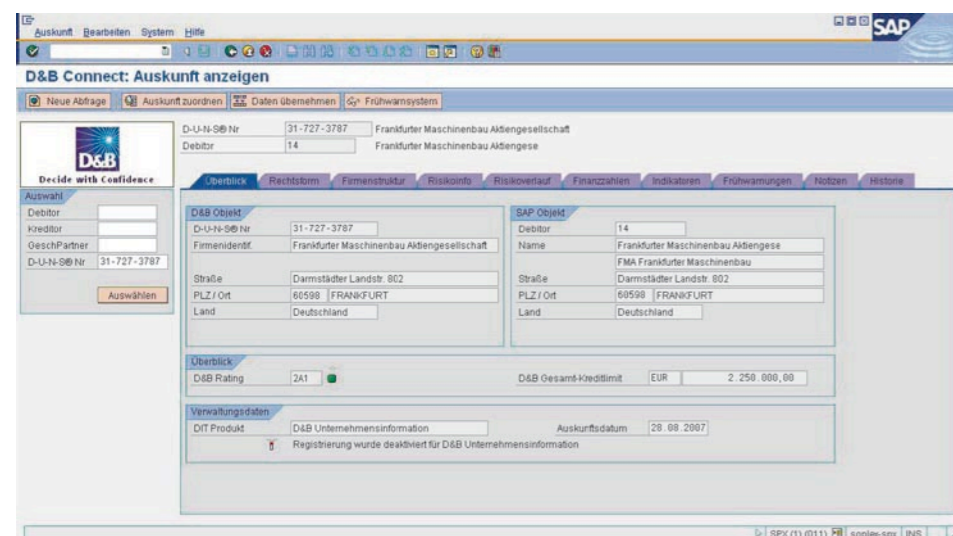 Auskunft Bearbeiten System Hilfe
SAP
D&B Connect: Auskunft anzeigen
Neue Abfrage Auskunft zuordnen Daten übernehmen Frühwarnsystem
D&B
Decide with Confidence
D-U-N-S® Nr 31-727-3787 Frankfurter Maschinenbau Aktiengesellschaft
Debitor 14 Frankfurter Maschinenbau Aktiengese
Überblick Rechtsform Firmenstruktur Risikoinfo Risikoverlauf Finanzzahlen Indikatoren Frühwarnungen Notizen Historie
Auswahl
Debitor
Kreditor
GeschPartner
D-U-N-S® Nr 31-727-3787
Auswählen
D&B Objekt
D-U-N-S® Nr 31-727-3787
Firmenidentif. Frankfurter Maschinenbau Aktiengesellschaft
Straße Darmstädter Landstr. 802
PLZ / Ort 60598 FRANKFURT
Land Deutschland
SAP Objekt
Debitor 14
Name Frankfurter Maschinenbau Aktiengese
FMA Frankfurter Maschinenbau
Straße Darmstädter Landstr. 802
PLZ / Ort 60598 FRANKFURT
Land Deutschland
Überblick
D&B Rating 2A1 D&B Gesamt-Kreditlimit EUR 2.250.000,00
Verwaltungsdaten
DIT Produkt D&B Unternehmensinformation Auskunftsdatum 28.08.2007
Registrierung wurde deaktiviert für D&B Unternehmensinformation
SPX (1) (011) INS